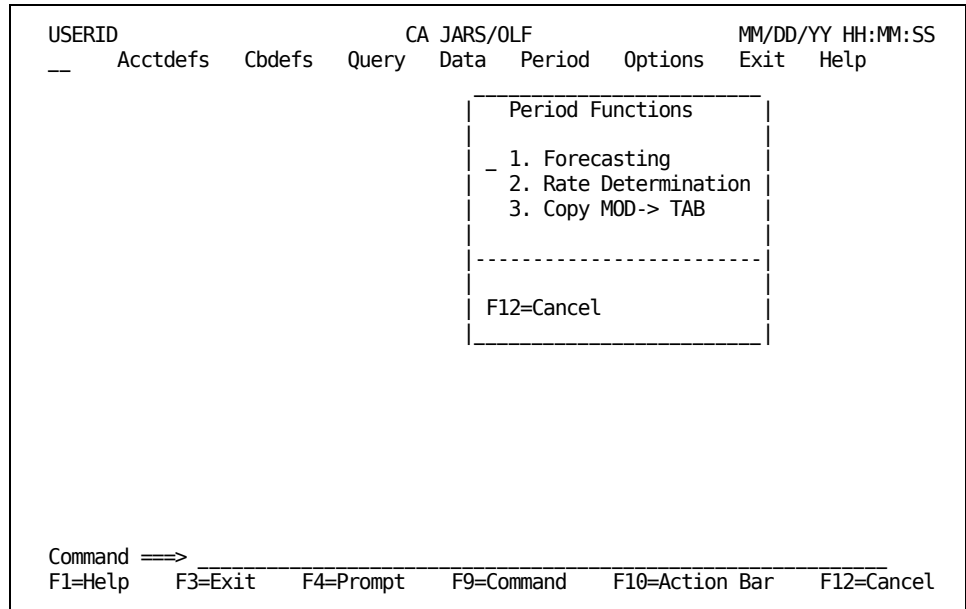 USERID CA JARS/OLF MM/DD/YY HH:MM:SS
__ Acctdefs Cbdefs Query Data Period Options Exit Help
Period Functions
_ 1. Forecasting
2. Rate Determination
3. Copy MOD-> TAB
F12=Cancel
Command ===>
F1=Help F3=Exit F4=Prompt F9=Command F10=Action Bar F12=Cancel